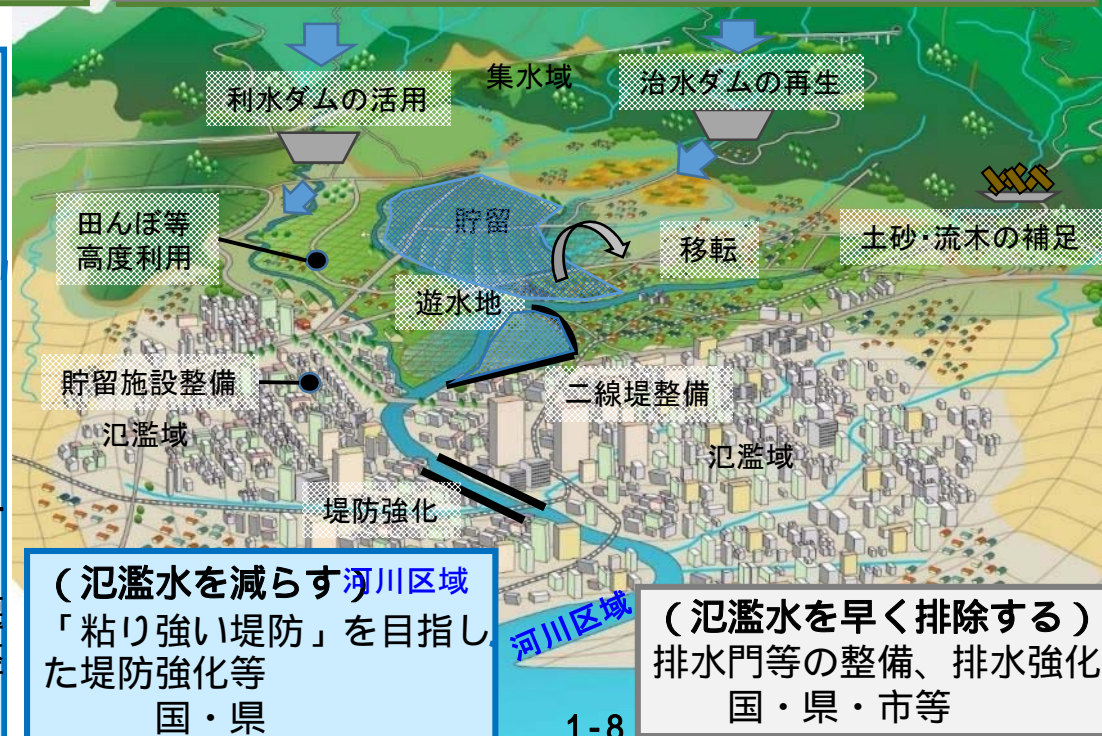 集水域
利水ダムの活用
治水ダムの再生
田んぼ等
高度利用
貯留
移転
土砂・流木の補足
遊水地
貯留施設整備
二線堤整備
氾濫域
氾濫域
堤防強化
(氾濫水を減らす)河川区域
「粘り強い堤防」を目指し
た堤防強化等
国・県
河川区域
(氾濫水を早く排除する)
排水門等の整備、排水強化
国・県・市等
1-8